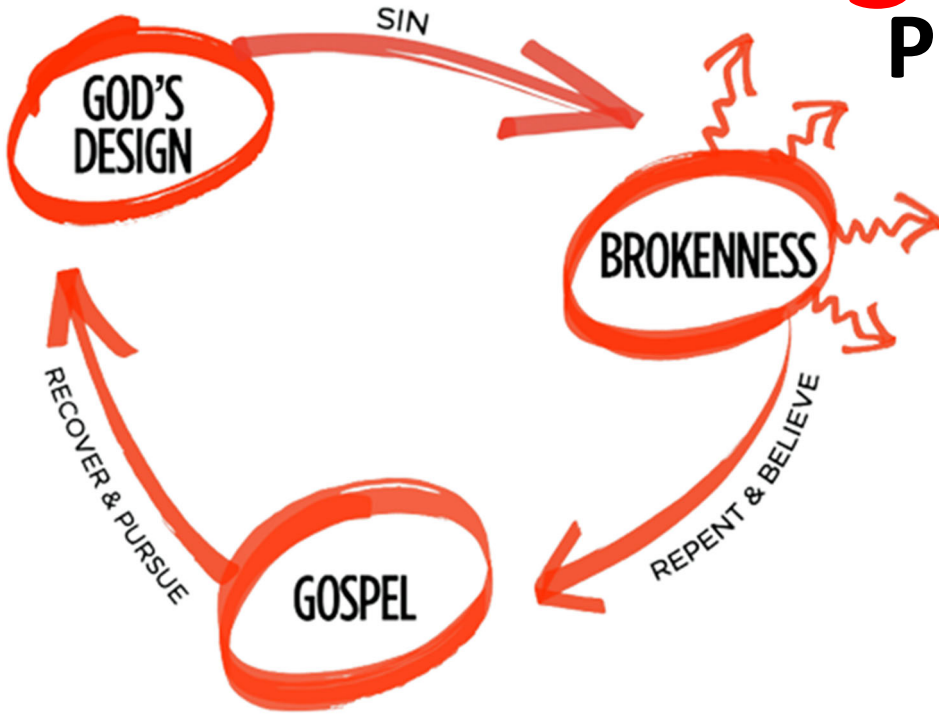 SIN
P
GOD'S
DESIGN
BROKENNESS
REPENT & BELIEVE
GOSPEL
RECOVER & PURSUE